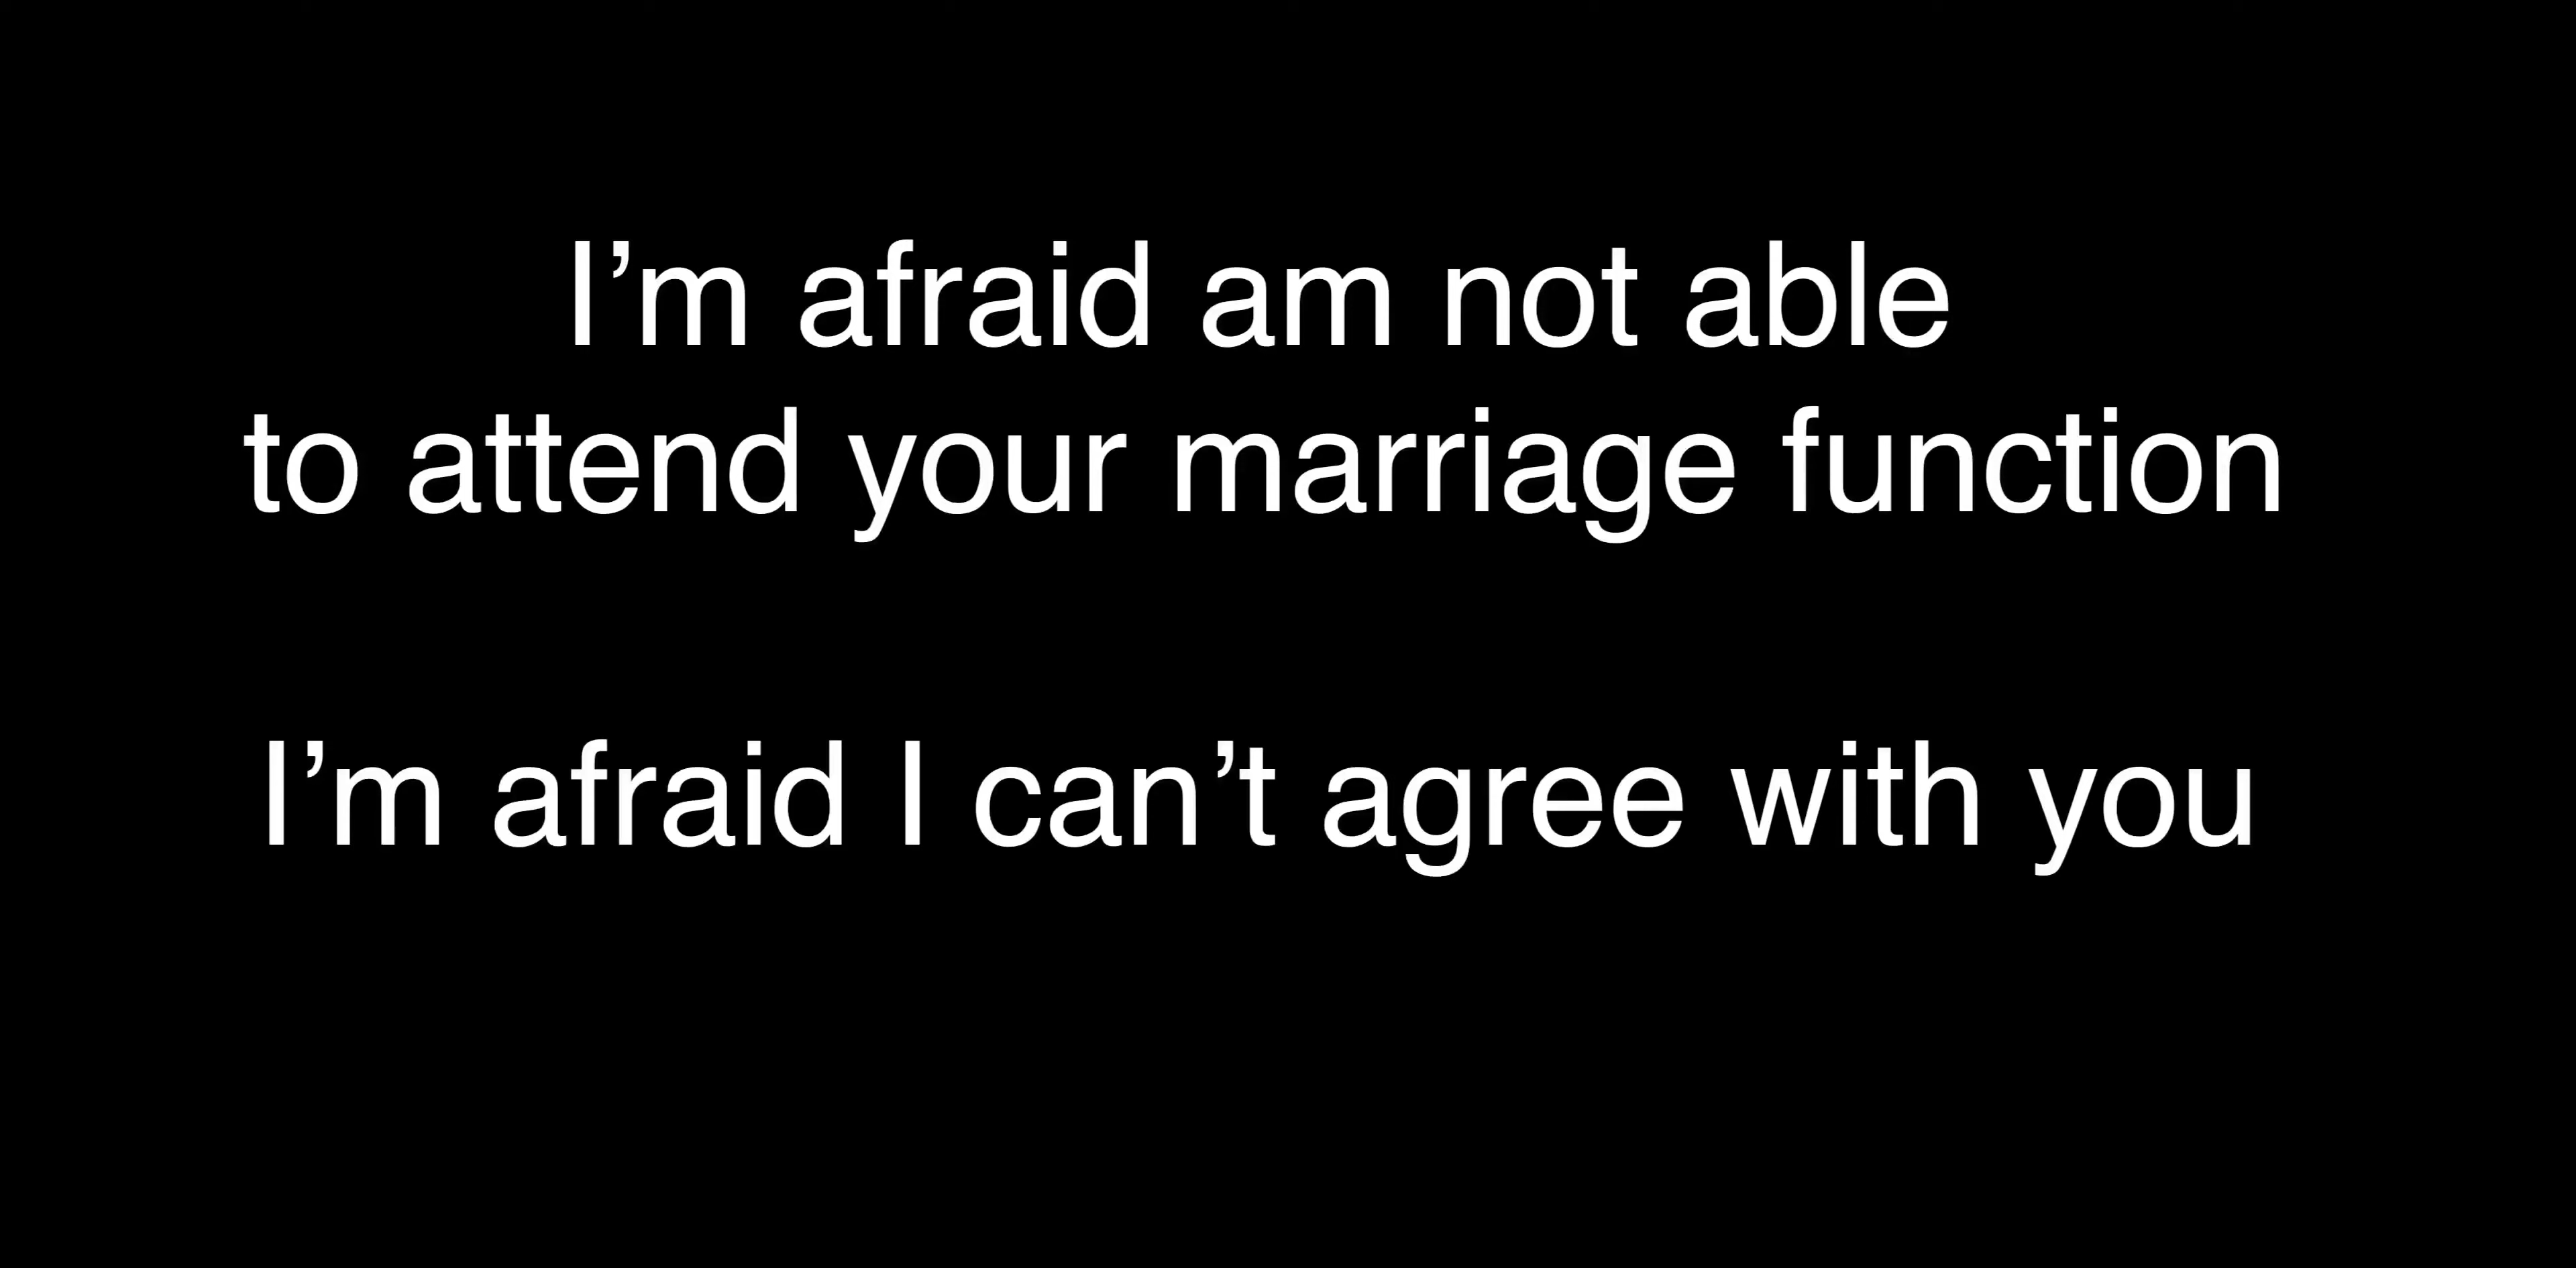 I’m afraid am not able
to attend your marriage function
I’m afraid I can’t agree with you